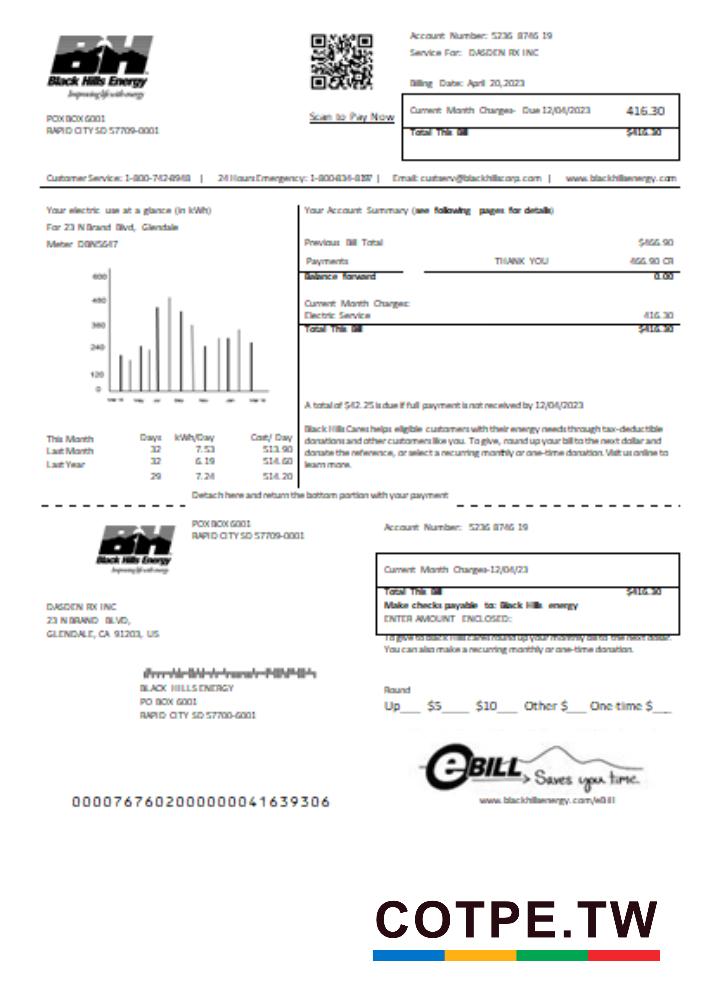 BH
Black Hills Energy
Improving life with energy
POX BOX 6001
RAPID CITY SD 57709-0001
Scan to Pay Now
Account Number: 5236 8746 19
Service For: DASDEN RX INC
Billing Date: April 20,2023
Current Month Charges- Due 12/04/2023 416.30
Total This Bill $416.30
Customer Service: 1-800-742-8948 | 24 Hours Emergency: | Email: custserv@blackhillscorp.com | www.blackhillsenergy.com
Your electric use at a glance (in kWh)
For 23 N Brand Blvd, Glendale
Meter DBN5647
600
480
360
240
120
0
This Month
Last Month
Last Year
Days kWh/Day Cost/ Day
32 7.53 $13.90
32 6.19 $14.60
29 7.24 $14.20
Your Account Summary (see following pages for details)
Previous Bill Total $466.90
Payments THANK YOU 466.90 CR
Balance forward 0.00
Current Month Charges:
Electric Service 416.30
Total This Bill $416.30
A total of $42.25 is due if full payment is not received by 12/04/2023
Black Hills Cares helps eligible customers with their energy needs through tax-deductible
donations and other customers like you. To give, round up your bill to the next dollar and
donate the reference, or select a recurring monthly or one-time donation. Visit us online to
learn more.
Detach here and return the bottom portion with your payment
BH
Black Hills Energy
Improving life with energy
POX BOX 6001
RAPID CITY SD 57709-0001
Account Number: 5236 8746 19
Current Month Charges-12/04/23
Total This Bill $416.30
Make checks payable to: Black Hills energy
ENTER AMOUNT ENCLOSED:
To give to Black Hills cares round up your monthly bill to the next dollar.
You can also make a recurring monthly or one-time donation.
DASDEN RX INC
23 N BRAND BLVD,
GLENDALE, CA 91203, US
BLACK HILLS ENERGY
PO BOX 6001
RAPID CITY SD 57700-6001
Round
Up___ $5____ $10___ Other $___ One time $___
eBILL Saves you time.
www.blackhillsenergy.com/eBill
00007676020000000041639306
COTPE.TW